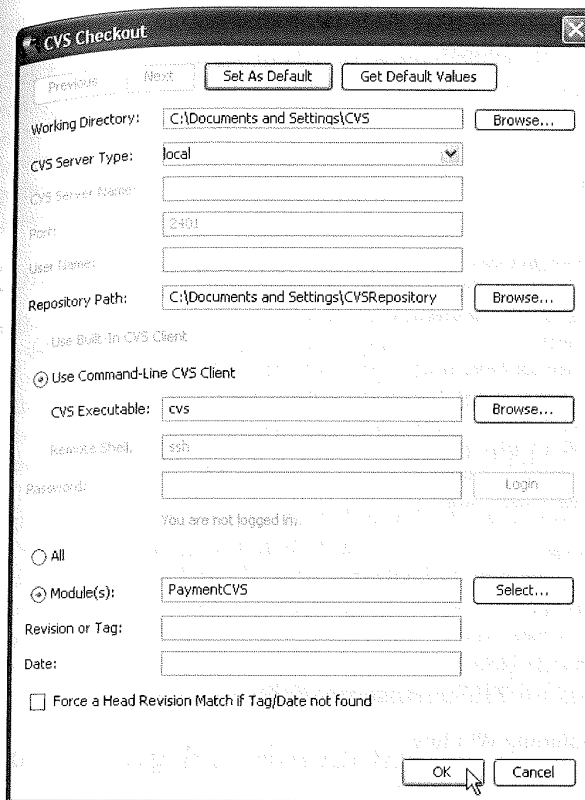 CVS Checkout
Previous Next Set As Default Get Default Values
Working Directory: C:\Documents and Settings\CVS Browse...
CVS Server Type: local
CVS Server Name:
Port: 2401
User Name:
Repository Path: C:\Documents and Settings\CVSRepository Browse...
Use Built-In CVS Client
Use Command-Line CVS Client
CVS Executable: cvs Browse...
Remote Shell: ssh
Password: Login
You are not logged in.
All
Module(s): PaymentCVS Select...
Revision or Tag:
Date:
Force a Head Revision Match if Tag/Date not found
OK Cancel